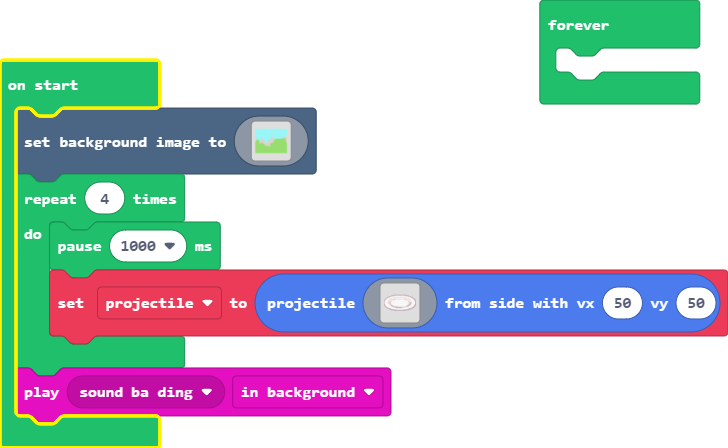 forever
on start
set background image to
repeat 4 times
do
pause 1000 ms
set projectile to projectile from side with vx 50 vy 50
play sound ba ding in background